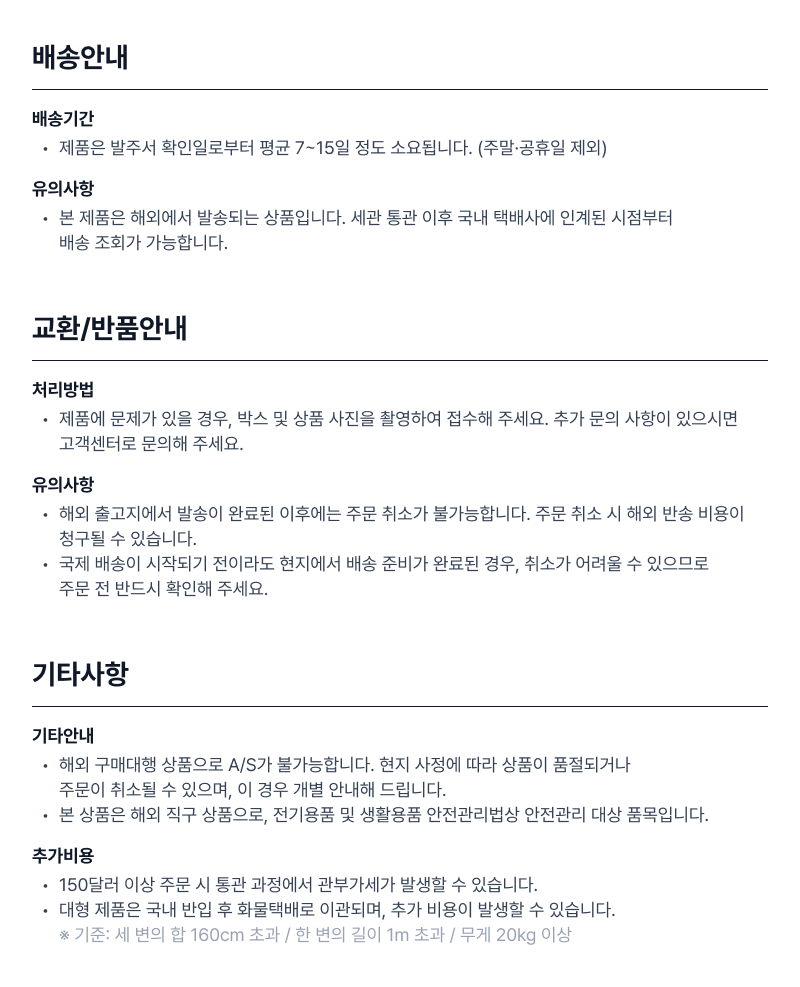 배송안내
배송기간
• 제품은 발주서 확인일로부터 평균 7~15일 정도 소요됩니다. (주말·공휴일 제외)
유의사항
• 본 제품은 해외에서 발송되는 상품입니다. 세관 통관 이후 국내 택배사에 인계된 시점부터
배송 조회가 가능합니다.
교환/반품안내
처리방법
• 제품에 문제가 있을 경우, 박스 및 상품 사진을 촬영하여 접수해 주세요. 추가 문의 사항이 있으시면
고객센터로 문의해 주세요.
유의사항
• 해외 출고지에서 발송이 완료된 이후에는 주문 취소가 불가능합니다. 주문 취소 시 해외 반송 비용이
청구될 수 있습니다.
• 국제 배송이 시작되기 전이라도 현지에서 배송 준비가 완료된 경우, 취소가 어려울 수 있으므로
주문 전 반드시 확인해 주세요.
기타사항
기타안내
• 해외 구매대행 상품으로 A/S가 불가능합니다. 현지 사정에 따라 상품이 품절되거나
주문이 취소될 수 있으며, 이 경우 개별 안내해 드립니다.
• 본 상품은 해외 직구 상품으로, 전기용품 및 생활용품 안전관리법상 안전관리 대상 품목입니다.
추가비용
• 150달러 이상 주문 시 통관 과정에서 관부가세가 발생할 수 있습니다.
• 대형 제품은 국내 반입 후 화물택배로 이관되며, 추가 비용이 발생할 수 있습니다.
※ 기준: 세 변의 합 160cm 초과 / 한 변의 길이 1m 초과 / 무게 20kg 이상